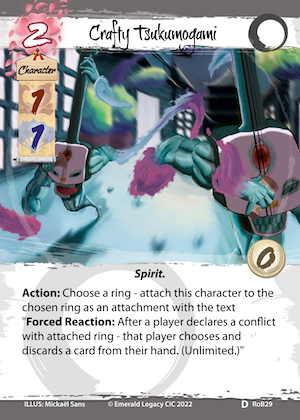 Crafty Tsukumogami
2
Character
1
1
0
Spirit.
Action: Choose a ring - attach this character to the
chosen ring as an attachment with the text
"Forced Reaction: After a player declares a conflict
with attached ring - that player chooses and
discards a card from their hand. (Unlimited.)"
ILLUS: Mickaël Sans © Emerald Legacy CIC 2022 D RoB29